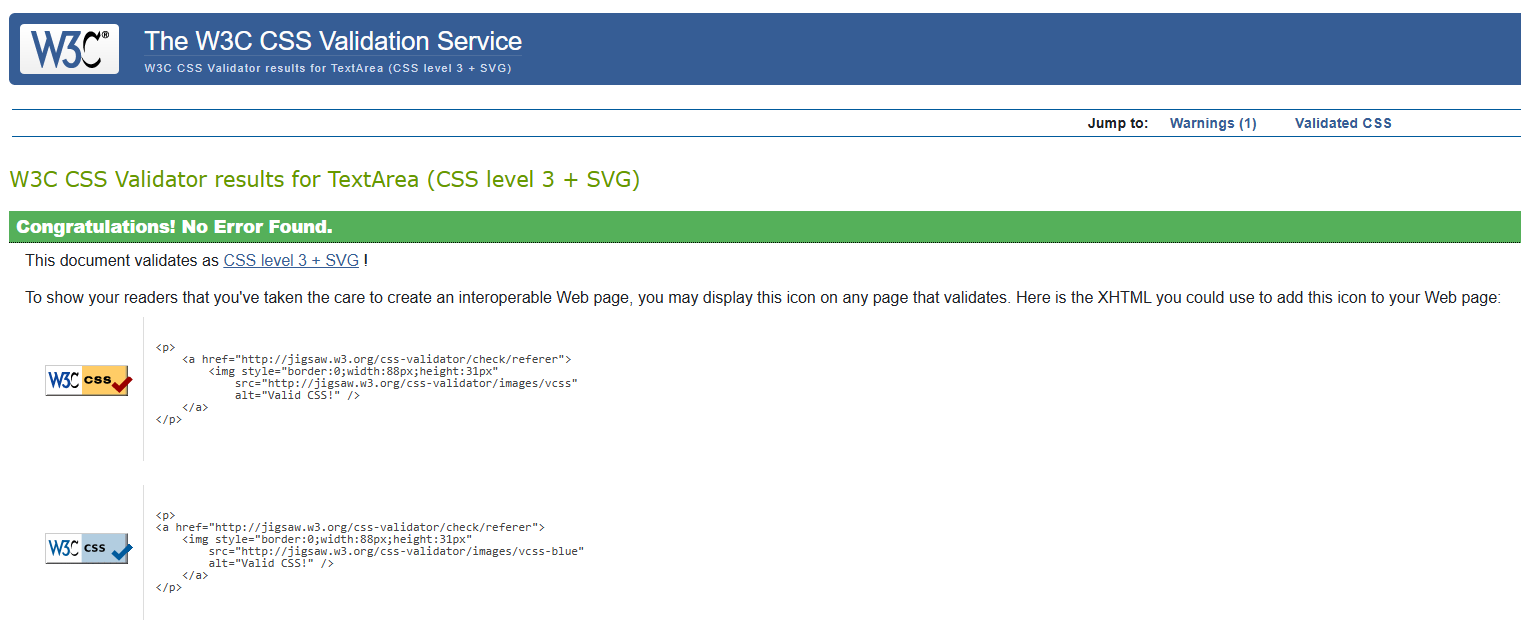 W3C®
The W3C CSS Validation Service
W3C CSS Validator results for TextArea (CSS level 3 + SVG)
Jump to: Warnings (1) Validated CSS
W3C CSS Validator results for TextArea (CSS level 3 + SVG)
Congratulations! No Error Found.
This document validates as CSS level 3 + SVG !
To show your readers that you've taken the care to create an interoperable Web page, you may display this icon on any page that validates. Here is the XHTML you could use to add this icon to your Web page:
W3C css
<p>
    <a href="http://jigsaw.w3.org/css-validator/check/referer">
        <img style="border:0;width:88px;height:31px"
            src="http://jigsaw.w3.org/css-validator/images/vcss"
            alt="Valid CSS!" />
    </a>
</p>
W3C css
<p>
<a href="http://jigsaw.w3.org/css-validator/check/referer">
    <img style="border:0;width:88px;height:31px"
        src="http://jigsaw.w3.org/css-validator/images/vcss-blue"
        alt="Valid CSS!" />
    </a>
</p>